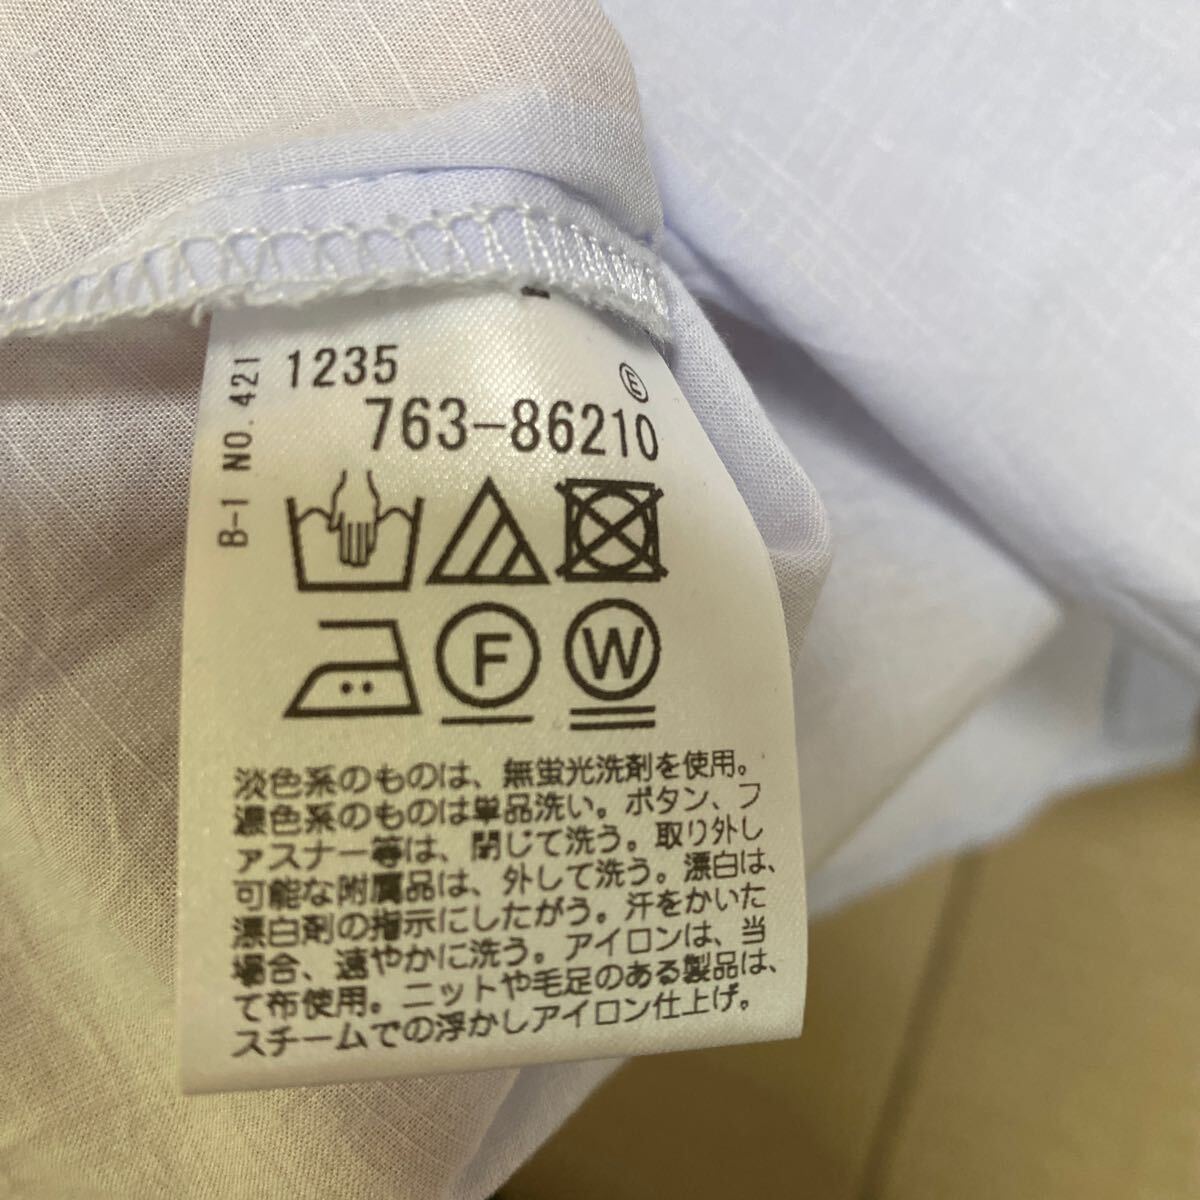 B-1 NO.421
1235
E
763-86210
F
W
淡色系のものは、無蛍光洗剤を使用。
濃色系のものは単品洗い。ボタン、フ
ァスナー等は、閉じて洗う。取り外し
可能な附属品は、外して洗う。漂白は、
漂白剤の指示にしたがう。汗をかいた
場合、速やかに洗う。アイロンは、当
て布使用。ニットや毛足のある製品は、
スチームでの浮かしアイロン仕上げ。